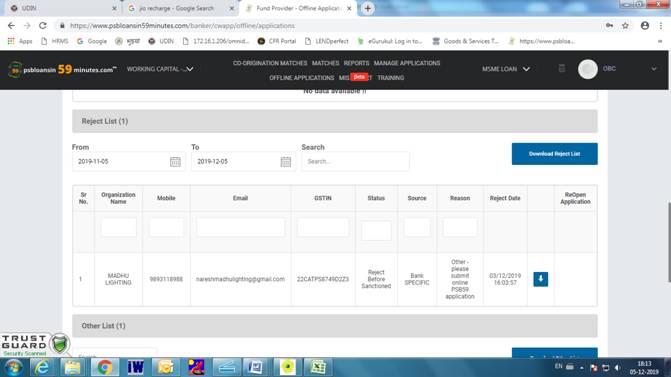 UDIN
jio recharge - Google Search
Fund Provider - Offline Applicat
https://www.psbloansin59minutes.com/banker/cwapp/offline/applications
Apps HRMS Google UDIN 172.16.1.206/omnid... CFR Portal LENDperfect eGurukul: Log in to... Goods & Services T... https://www.psbloa...
psbloansin 59 minutes.com™
WORKING CAPITAL -...
CO-ORIGINATION MATCHES MATCHES REPORTS MANAGE APPLICATIONS
OFFLINE APPLICATIONS MIS Beta TRAINING
MSME LOAN
OBC
No data available !!
Reject List (1)
From To Search
2019-11-05 2019-12-05 Search...
Download Reject List
Sr No. Organization Name Mobile Email GSTIN Status Source Reason Reject Date ReOpen Application
1 MADHU LIGHTING 9893118988 nareshmadhulighting@gmail.com 22CATPS8749D2Z3 Reject Before Sanctioned Bank SPECIFIC Other - please submit online PSB59 application 03/12/2019 16:03:57
Other List (1)
TRUST GUARD
Security Scanned
EN
18:13
05-12-2019